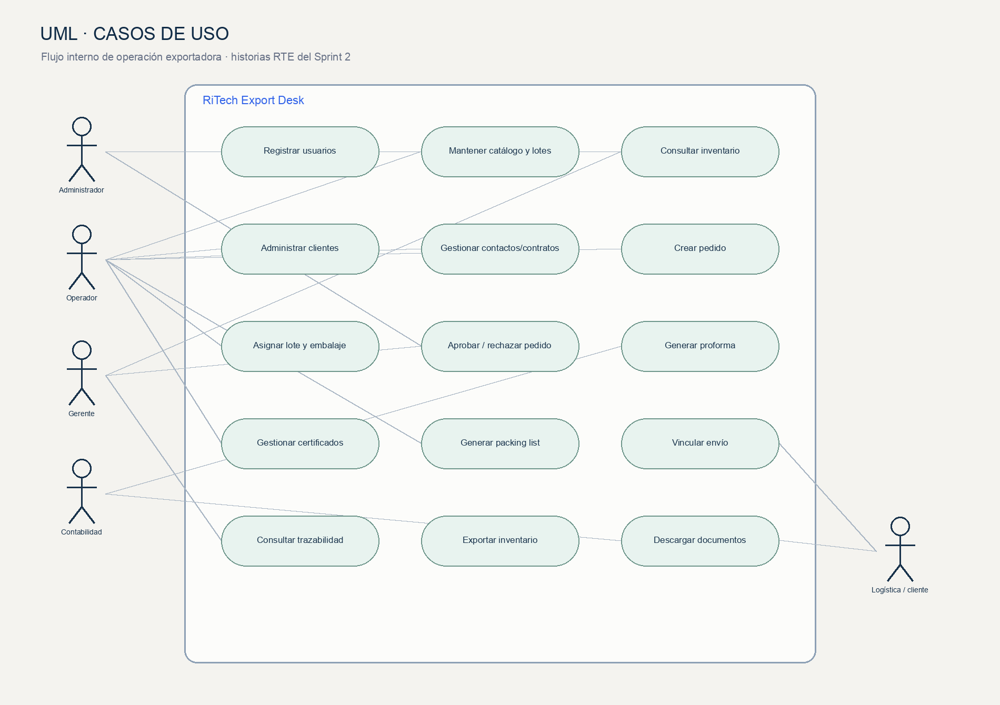 UML · CASOS DE USO
Flujo interno de operación exportadora · historias RTE del Sprint 2
RiTech Export Desk
Registrar usuarios
Mantener catálogo y lotes
Consultar inventario
Administrador
Administrar clientes
Gestionar contactos/contratos
Crear pedido
Operador
Asignar lote y embalaje
Aprobar / rechazar pedido
Generar proforma
Gerente
Gestionar certificados
Generar packing list
Vincular envío
Contabilidad
Consultar trazabilidad
Exportar inventario
Descargar documentos
Logística / cliente